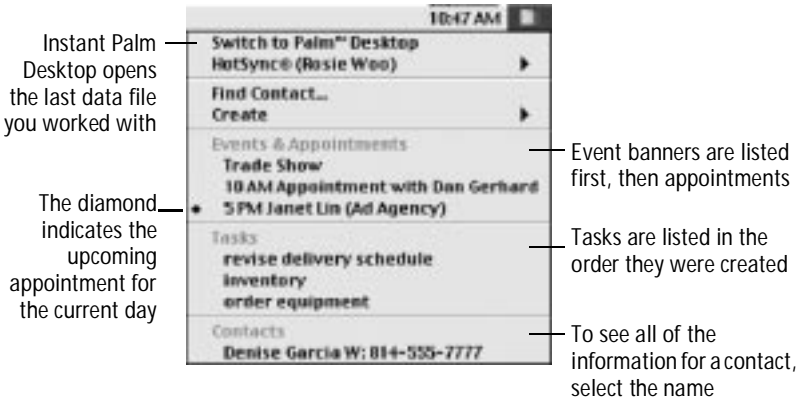 10:47 AM
Switch to Palm™ Desktop
HotSync® (Rosie Woo)
Find Contact...
Create
Events & Appointments
Trade Show
10 AM Appointment with Dan Gerhard
5 PM Janet Lin (Ad Agency)
Tasks
revise delivery schedule
inventory
order equipment
Contacts
Denise Garcia W: 814-555-7777
Instant Palm
Desktop opens
the last data file
you worked with
The diamond
indicates the
upcoming
appointment for
the current day
Event banners are listed
first, then appointments
Tasks are listed in the
order they were created
To see all of the
information for a contact,
select the name